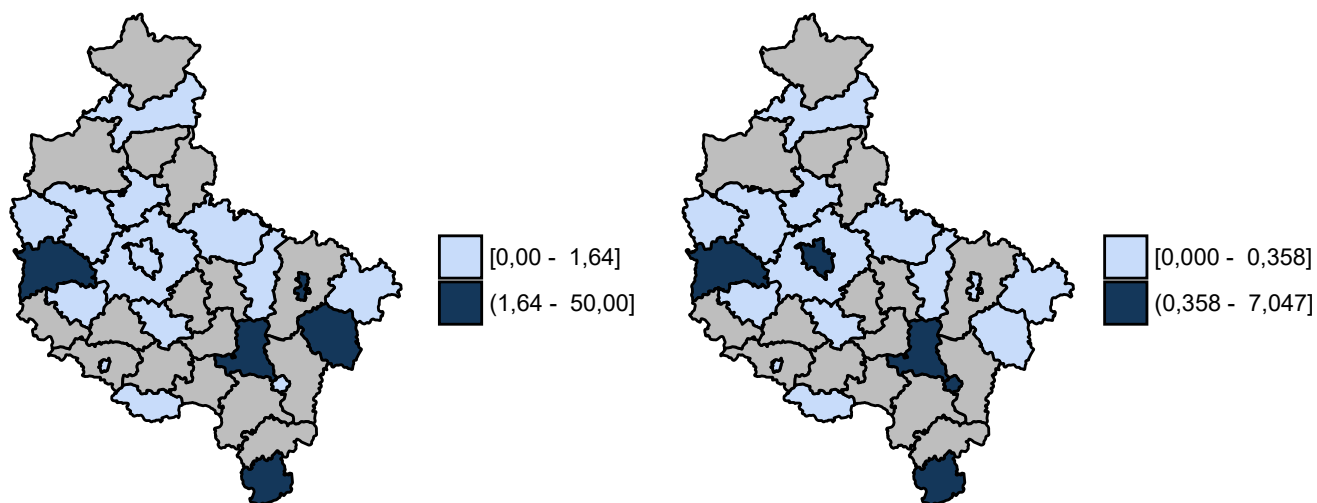 [0,00 - 1,64]
(1,64 - 50,00]
[0,000 - 0,358]
(0,358 - 7,047]